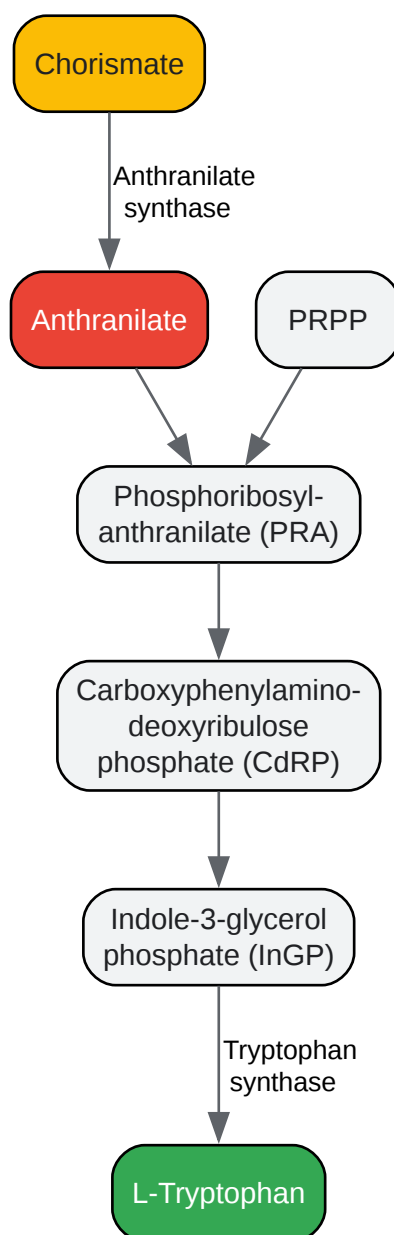 Chorismate
Anthranilate
synthase
Anthranilate
PRPP
Phosphoribosyl-
anthranilate (PRA)
Carboxyphenylamino-
deoxyribulose
phosphate (CdRP)
Indole-3-glycerol
phosphate (InGP)
Tryptophan
synthase
L-Tryptophan